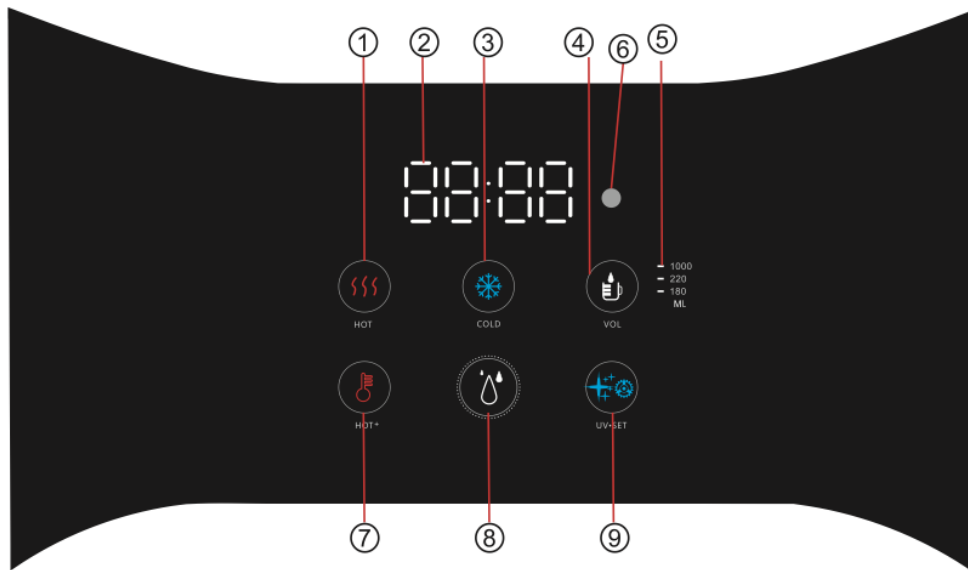 ① ② ③ ④ ⑥ ⑤
88:88
1000
220
180
ML
HOT COLD VOL
HOT+ UV•SET
⑦ ⑧ ⑨